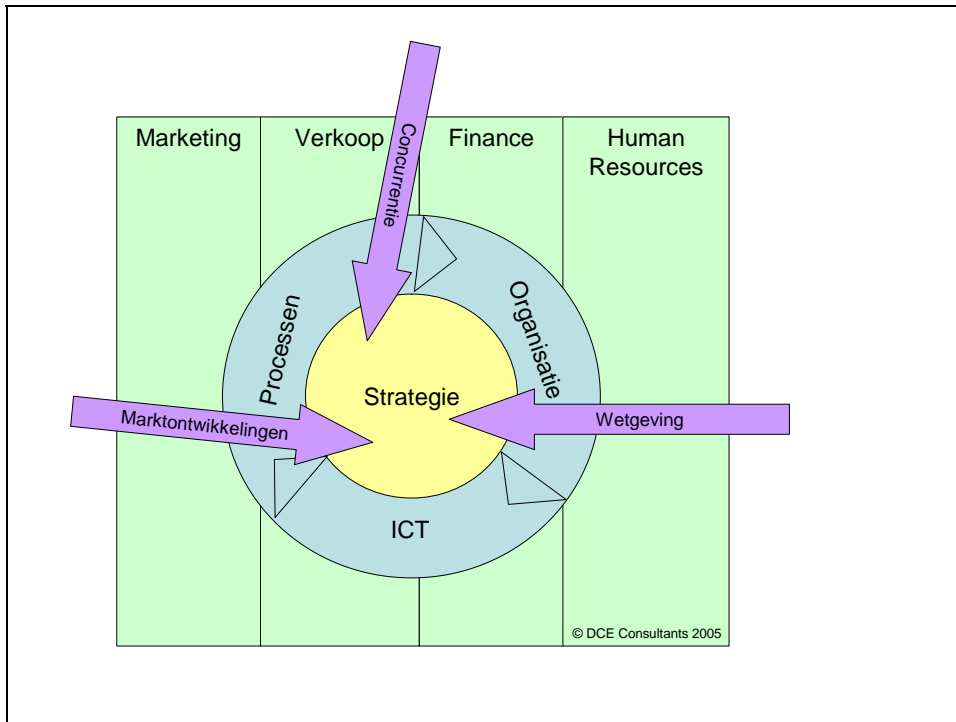 Marketing
Verkoop
Finance
Human
Resources
Concurrentie
Processen
Organisatie
Strategie
Marktontwikkelingen
Wetgeving
ICT
© DCE Consultants 2005